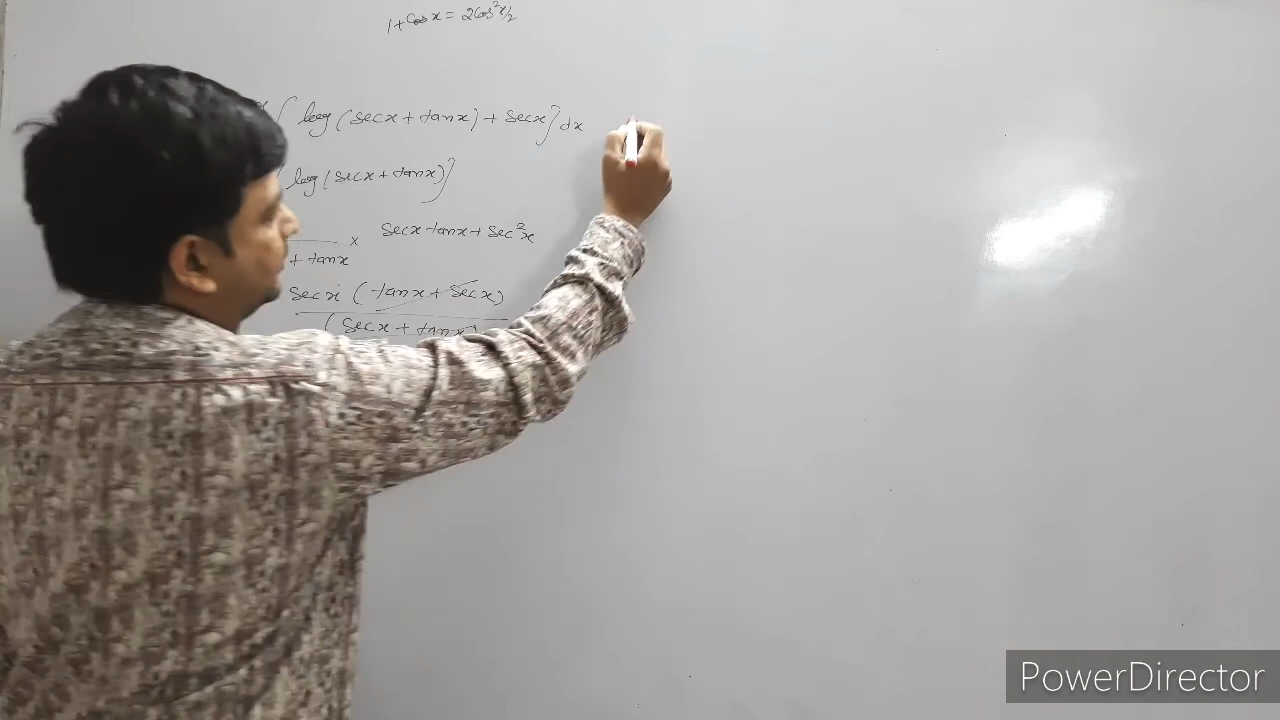 1 + Cos x = 2Cos²x/2
{ log (secx + tanx) + secx } dx
{ log (secx + tanx) }
x secx tanx + sec²x
+ tanx
secx ( tanx + secx )
( secx + tanx )
PowerDirector